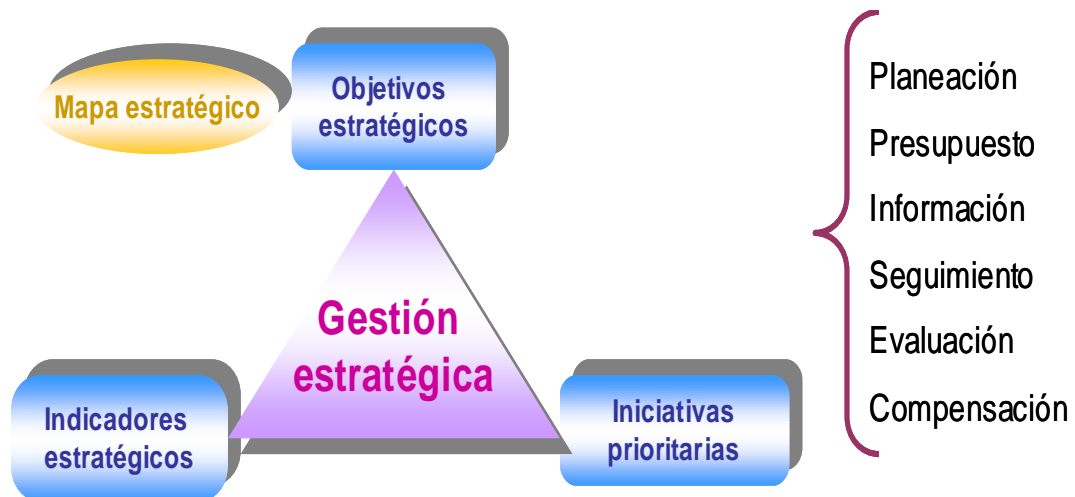 Mapa estratégico
Objetivos
estratégicos
Gestión
estratégica
Indicadores
estratégicos
Iniciativas
prioritarias
Planeación
Presupuesto
Información
Seguimiento
Evaluación
Compensación